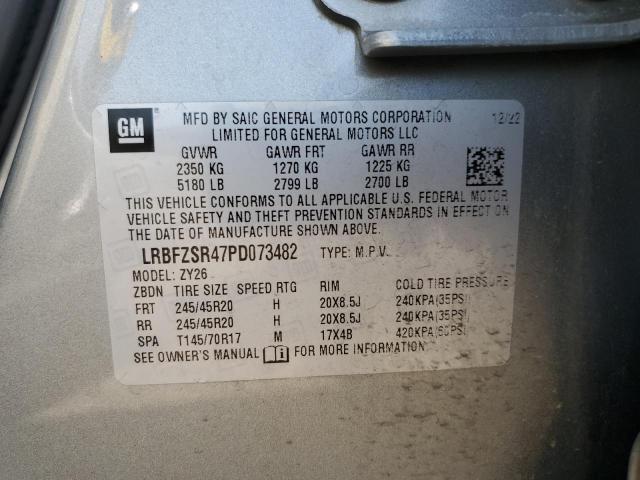 GM
MFD BY SAIC GENERAL MOTORS CORPORATION 12/22
LIMITED FOR GENERAL MOTORS LLC
GVWR GAWR FRT GAWR RR
2350 KG 1270 KG 1225 KG
5180 LB 2799 LB 2700 LB
THIS VEHICLE CONFORMS TO ALL APPLICABLE U.S. FEDERAL MOTOR
VEHICLE SAFETY AND THEFT PREVENTION STANDARDS IN EFFECT ON
THE DATE OF MANUFACTURE SHOWN ABOVE.
LRBFZSR47PD073482 TYPE: M.P.V.
MODEL: ZY26
ZBDN TIRE SIZE SPEED RTG RIM COLD TIRE PRESSURE
FRT 245/45R20 H 20X8.5J 240KPA(35PSI)
RR 245/45R20 H 20X8.5J 240KPA(35PSI)
SPA T145/70R17 M 17X4B 420KPA(60PSI)
SEE OWNER'S MANUAL FOR MORE INFORMATION